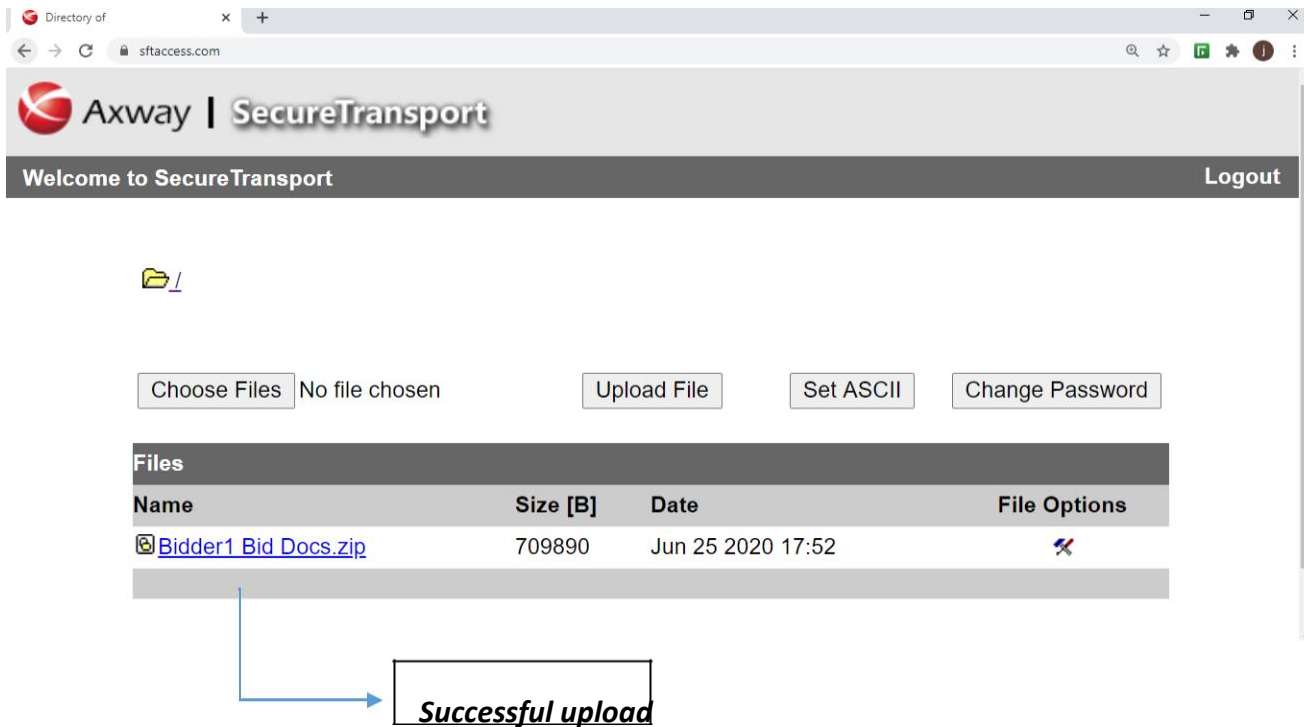 Directory of
sftaccess.com
Axway | SecureTransport
Welcome to SecureTransport Logout
/
Choose Files No file chosen Upload File Set ASCII Change Password
Files
Name Size [B] Date File Options
Bidder1 Bid Docs.zip 709890 Jun 25 2020 17:52
Successful upload